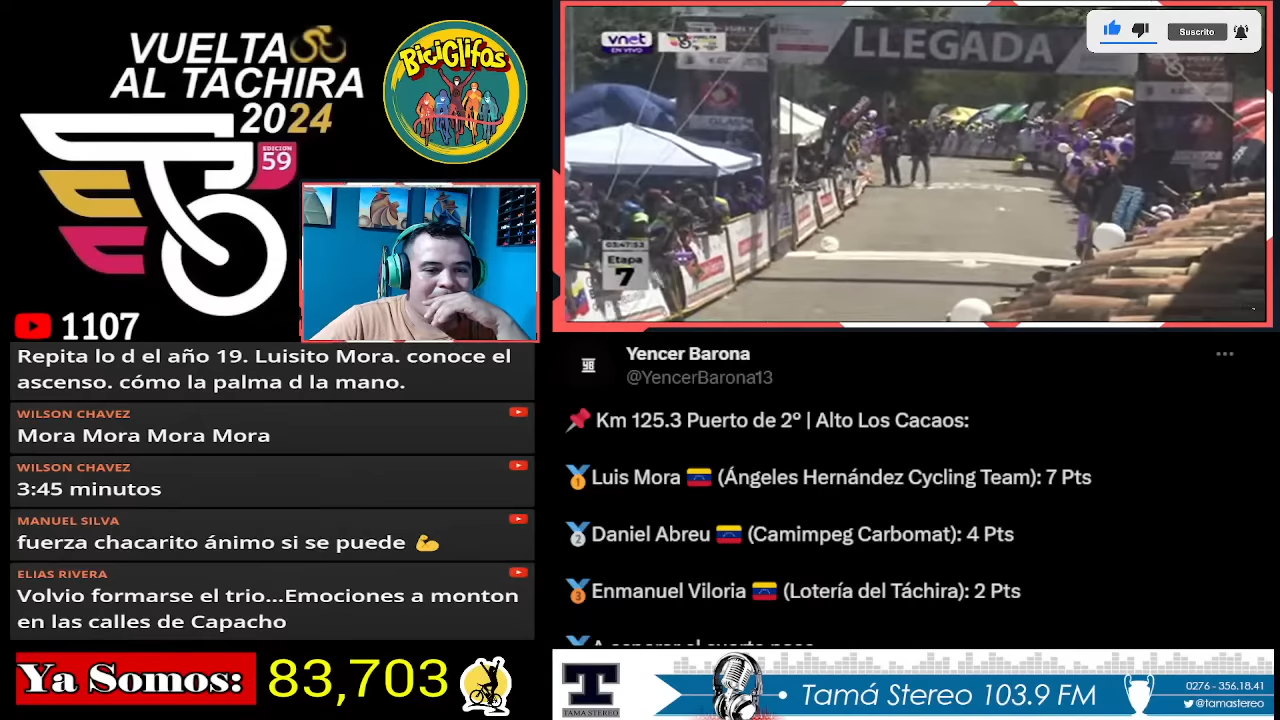 VUELTA
AL TACHIRA
2024
EDICION
59
BiciGlifos
1107
Repita lo d el año 19. Luisito Mora. conoce el
ascenso. cómo la palma d la mano.
WILSON CHAVEZ
Mora Mora Mora Mora
WILSON CHAVEZ
3:45 minutos
MANUEL SILVA
fuerza chacarito ánimo si se puede 💪
ELIAS RIVERA
Volvio formarse el trio...Emociones a monton
en las calles de Capacho
Ya Somos: 83,703
vnet
EN VIVO
LLEGADA
Suscrito
03:47:53
Etapa
7
Yencer Barona
@YencerBarona13
📌 Km 125.3 Puerto de 2º | Alto Los Cacaos:
🥇Luis Mora 🇻🇪 (Ángeles Hernández Cycling Team): 7 Pts
🥈Daniel Abreu 🇻🇪 (Camimpeg Carbomat): 4 Pts
🥉Enmanuel Viloria 🇻🇪 (Lotería del Táchira): 2 Pts
T
TAMA STEREO
Tamá Stereo 103.9 FM
0276 - 356.18.41
@tamastereo